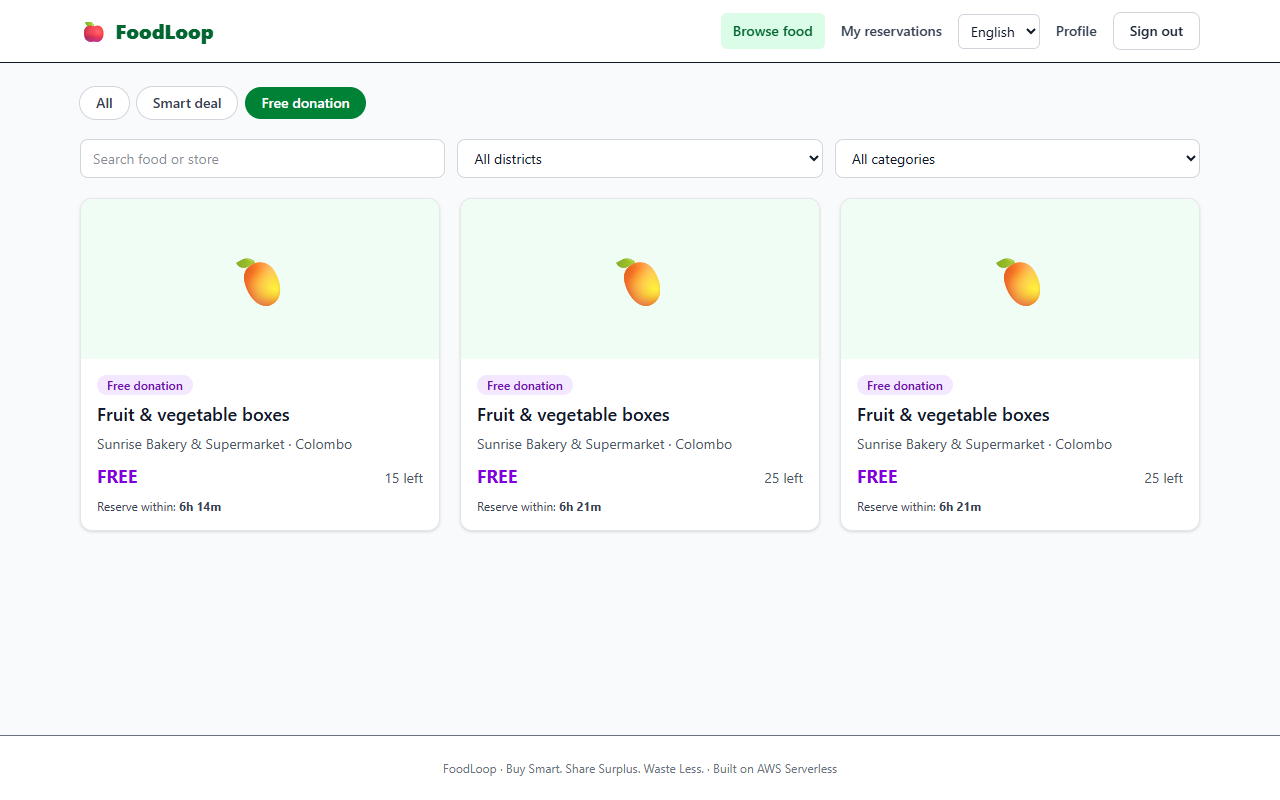 FoodLoop
Browse food
My reservations
English
Profile
Sign out
All
Smart deal
Free donation
Search food or store
All districts
All categories
Free donation
Fruit & vegetable boxes
Sunrise Bakery & Supermarket · Colombo
FREE
15 left
Reserve within: 6h 14m
Free donation
Fruit & vegetable boxes
Sunrise Bakery & Supermarket · Colombo
FREE
25 left
Reserve within: 6h 21m
Free donation
Fruit & vegetable boxes
Sunrise Bakery & Supermarket · Colombo
FREE
25 left
Reserve within: 6h 21m
FoodLoop · Buy Smart. Share Surplus. Waste Less. · Built on AWS Serverless